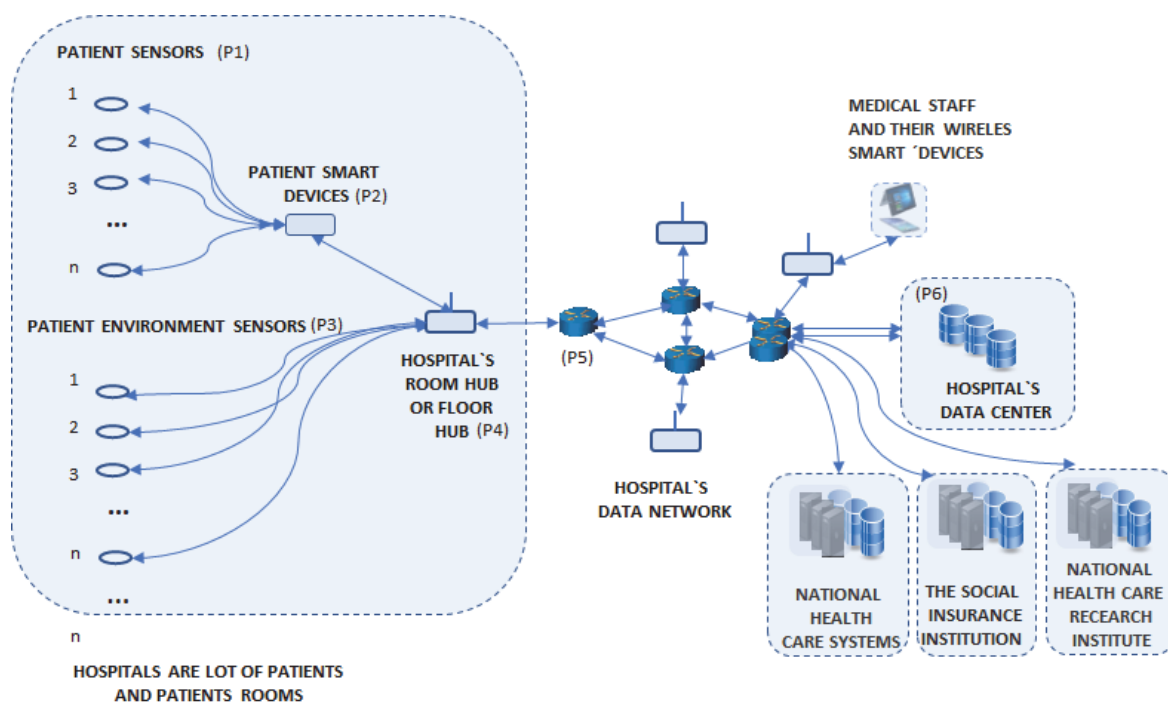 PATIENT SENSORS (P1)
1
2
3
...
n
PATIENT SMART
DEVICES (P2)
PATIENT ENVIRONMENT SENSORS (P3)
1
2
3
...
n
...
n
HOSPITAL`S
ROOM HUB
OR FLOOR
HUB (P4)
HOSPITALS ARE LOT OF PATIENTS
AND PATIENTS ROOMS
(P5)
HOSPITAL`S
DATA NETWORK
MEDICAL STAFF
AND THEIR WIRELES
SMART ´DEVICES
(P6)
HOSPITAL`S
DATA CENTER
NATIONAL
HEALTH
CARE SYSTEMS
THE SOCIAL
INSURANCE
INSTITUTION
NATIONAL
HEALTH CARE
RECEARCH
INSTITUTE